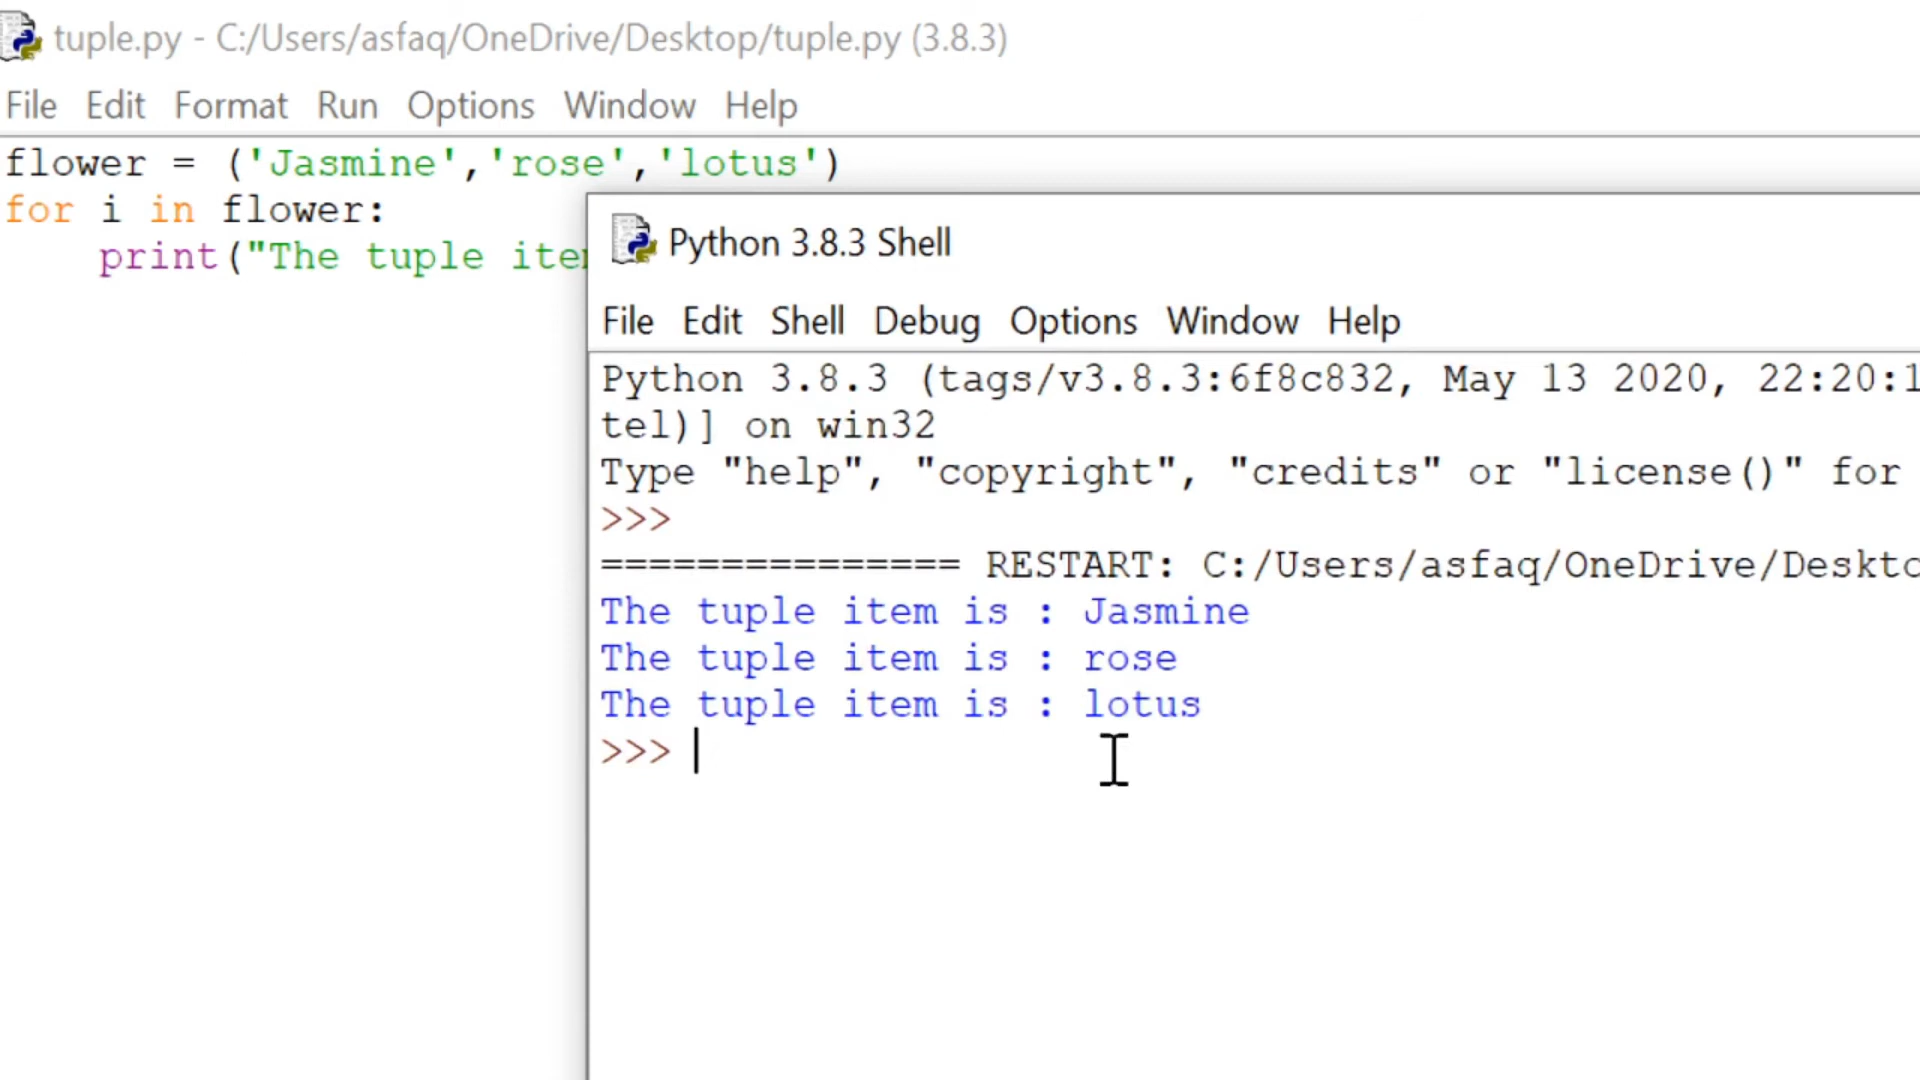 tuple.py - C:/Users/asfaq/OneDrive/Desktop/tuple.py (3.8.3)
File Edit Format Run Options Window Help
flower = ('Jasmine','rose','lotus')
for i in flower:
print("The tuple item
Python 3.8.3 Shell
File Edit Shell Debug Options Window Help
Python 3.8.3 (tags/v3.8.3:6f8c832, May 13 2020, 22:20:1
tel)] on win32
Type "help", "copyright", "credits" or "license()" for
>>>
=============== RESTART: C:/Users/asfaq/OneDrive/Deskto
The tuple item is : Jasmine
The tuple item is : rose
The tuple item is : lotus
>>>